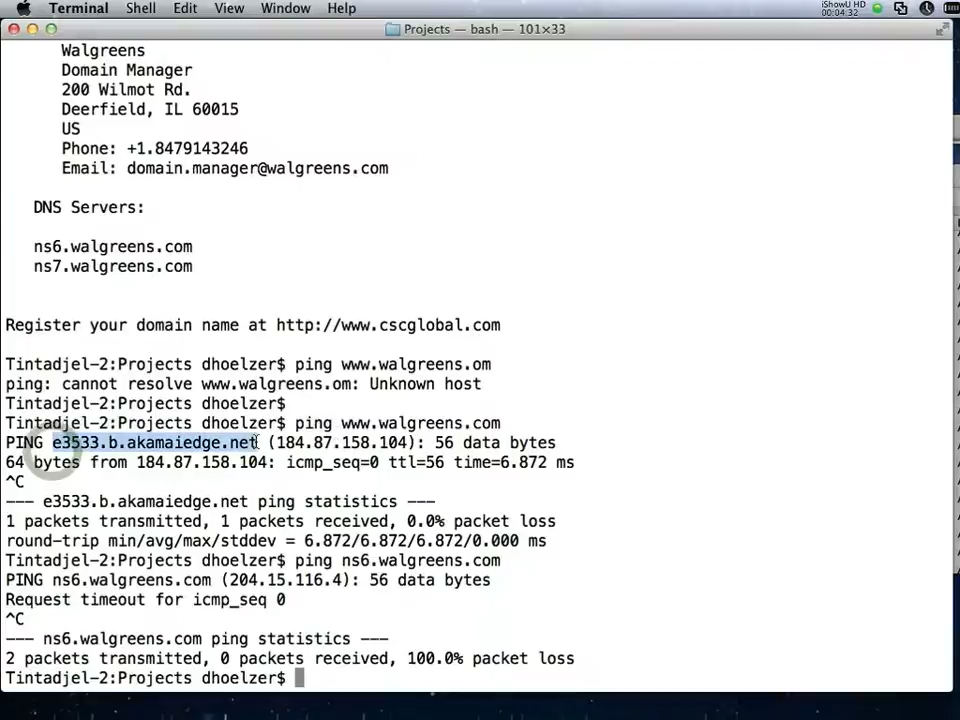 Terminal Shell Edit View Window Help iShowU HD 00:04:32
Projects — bash — 101×33
Walgreens
Domain Manager
200 Wilmot Rd.
Deerfield, IL 60015
US
Phone: +1.8479143246
Email: domain.manager@walgreens.com
DNS Servers:
ns6.walgreens.com
ns7.walgreens.com
Register your domain name at http://www.cscglobal.com
Tintadjel-2:Projects dhoelzer$ ping www.walgreens.om
ping: cannot resolve www.walgreens.om: Unknown host
Tintadjel-2:Projects dhoelzer$
Tintadjel-2:Projects dhoelzer$ ping www.walgreens.com
PING e3533.b.akamaiedge.net (184.87.158.104): 56 data bytes
64 bytes from 184.87.158.104: icmp_seq=0 ttl=56 time=6.872 ms
^C
--- e3533.b.akamaiedge.net ping statistics ---
1 packets transmitted, 1 packets received, 0.0% packet loss
round-trip min/avg/max/stddev = 6.872/6.872/6.872/0.000 ms
Tintadjel-2:Projects dhoelzer$ ping ns6.walgreens.com
PING ns6.walgreens.com (204.15.116.4): 56 data bytes
Request timeout for icmp_seq 0
^C
--- ns6.walgreens.com ping statistics ---
2 packets transmitted, 0 packets received, 100.0% packet loss
Tintadjel-2:Projects dhoelzer$